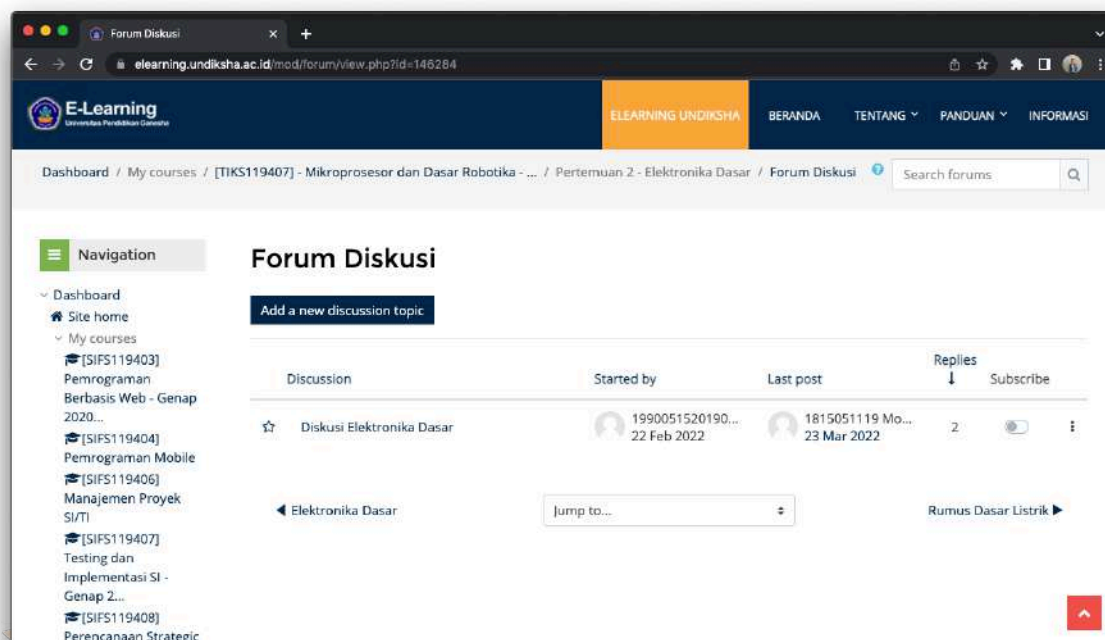 Forum Diskusi
elearning.undiksha.ac.id/mod/forum/view.php?id=146284
E-Learning
Universitas Pendidikan Ganesha
ELEARNING UNDIKSHA
BERANDA
TENTANG
PANDUAN
INFORMASI
Dashboard / My courses / [TIKS119407] - Mikroprosesor dan Dasar Robotika - ... / Pertemuan 2 - Elektronika Dasar / Forum Diskusi
Search forums
Navigation
Dashboard
Site home
My courses
[SIFS119403]
Pemrograman
Berbasis Web - Genap
2020...
[SIFS119404]
Pemrograman Mobile
[SIFS119406]
Manajemen Proyek
SI/TI
[SIFS119407]
Testing dan
Implementasi SI -
Genap 2...
[SIFS119408]
Perencanaan Strategic
Forum Diskusi
Add a new discussion topic
Discussion
Started by
Last post
Replies
Subscribe
Diskusi Elektronika Dasar
1990051520190...
22 Feb 2022
1815051119 Mo...
23 Mar 2022
2
Elektronika Dasar
Jump to...
Rumus Dasar Listrik